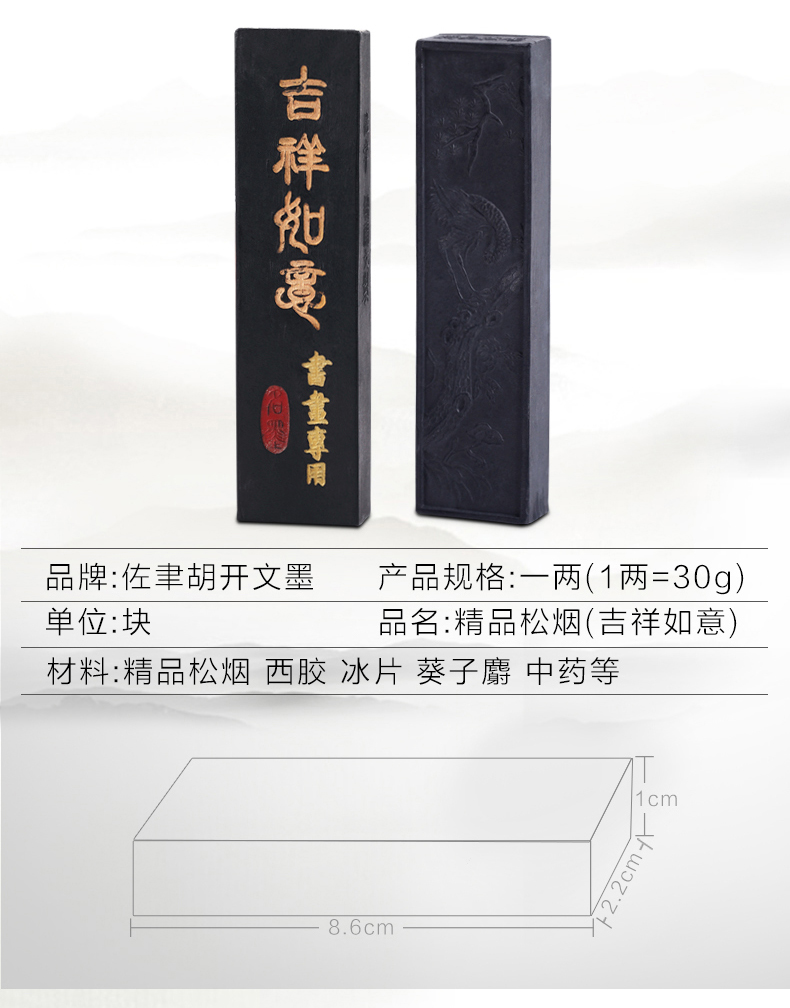 吉祥如意
書畫專用
品牌:佐聿胡开文墨
产品规格:一两(1两=30g)
单位:块
品名:精品松烟(吉祥如意)
材料:精品松烟 西胶 冰片 葵子麝 中药等
1cm
2.2cm
8.6cm